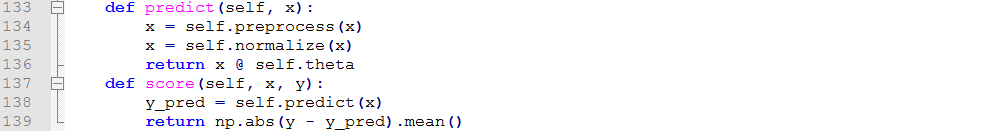 133 def predict(self, x):
134 x = self.preprocess(x)
135 x = self.normalize(x)
136 return x @ self.theta
137 def score(self, x, y):
138 y_pred = self.predict(x)
139 return np.abs(y - y_pred).mean()